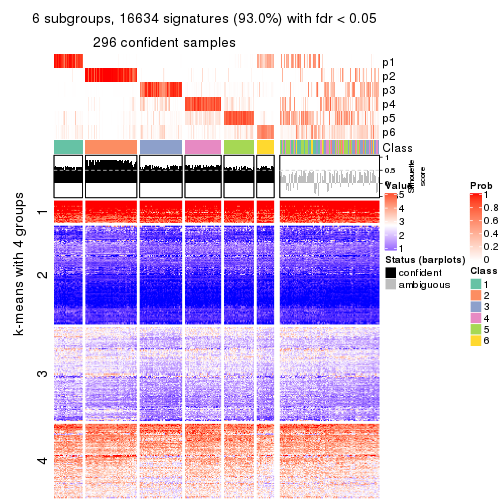 6 subgroups, 16634 signatures (93.0%) with fdr < 0.05
296 confident samples
p1
p2
p3
p4
p5
p6
Class
1
0.5
0
Silhouette
score
k-means with 4 groups
1
2
3
4
Value
5
4
3
2
1
Status (barplots)
confident
ambiguous
Prob
1
0.8
0.6
0.4
0.2
0
Class
1
2
3
4
5
6